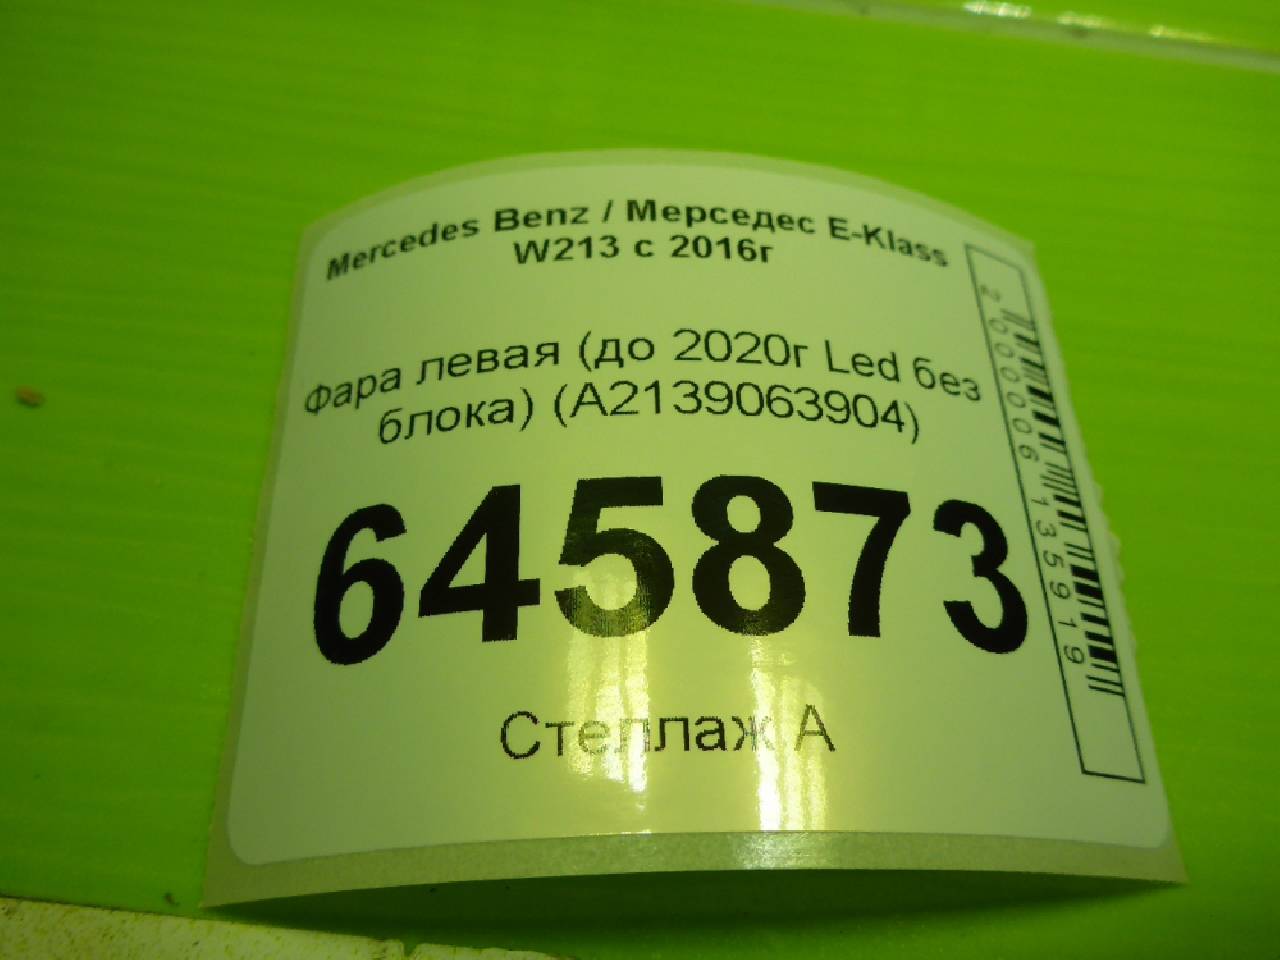 Mercedes Benz / Мерседес E-Klass
W213 с 2016г
Фара левая (до 2020г Led без
блока) (A2139063904)
645873
Стеллаж А
2000006135919